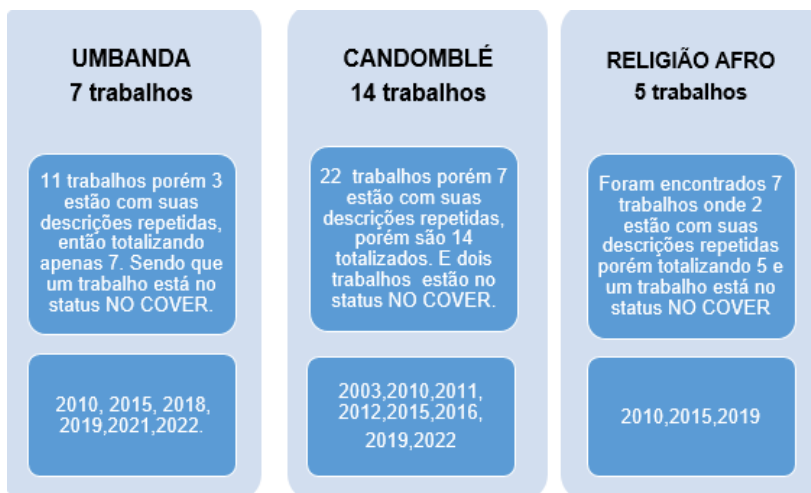 UMBANDA
7 trabalhos
11 trabalhos porém 3
estão com suas
descrições repetidas,
então totalizando
apenas 7. Sendo que
um trabalho está no
status NO COVER.
2010, 2015, 2018,
2019,2021,2022.
CANDOMBLÉ
14 trabalhos
22 trabalhos porém 7
estão com suas
descrições repetidas,
porém são 14
totalizados. E dois
trabalhos estão no
status NO COVER.
2003,2010,2011,
2012,2015,2016,
2019,2022
RELIGIÃO AFRO
5 trabalhos
Foram encontrados 7
trabalhos onde 2
estão com suas
descrições repetidas
porém totalizando 5 e
um trabalho está no
status NO COVER
2010,2015,2019